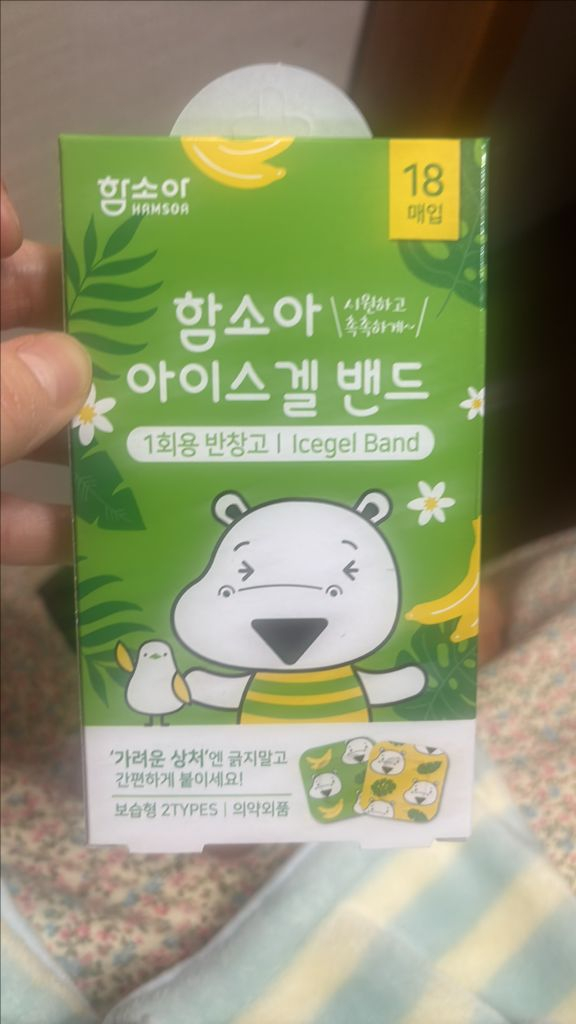 함소아
HAMSOA
18
매입
함소아
시원하고
촉촉하게~
아이스겔 밴드
1회용 반창고 | Icegel Band
'가려운 상처'엔 긁지말고
간편하게 붙이세요!
보습형 2TYPES | 의약외품